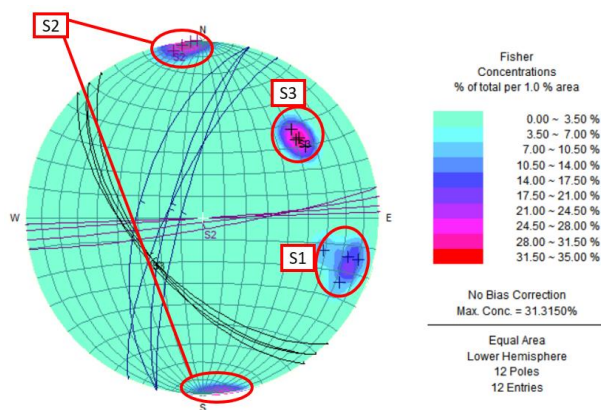 S2
N
S2
S3
S3
W
E
S2
S1
S
Fisher
Concentrations
% of total per 1.0 % area
0.00 ~ 3.50 %
3.50 ~ 7.00 %
7.00 ~ 10.50 %
10.50 ~ 14.00 %
14.00 ~ 17.50 %
17.50 ~ 21.00 %
21.00 ~ 24.50 %
24.50 ~ 28.00 %
28.00 ~ 31.50 %
31.50 ~ 35.00 %
No Bias Correction
Max. Conc. = 31.3150%
Equal Area
Lower Hemisphere
12 Poles
12 Entries